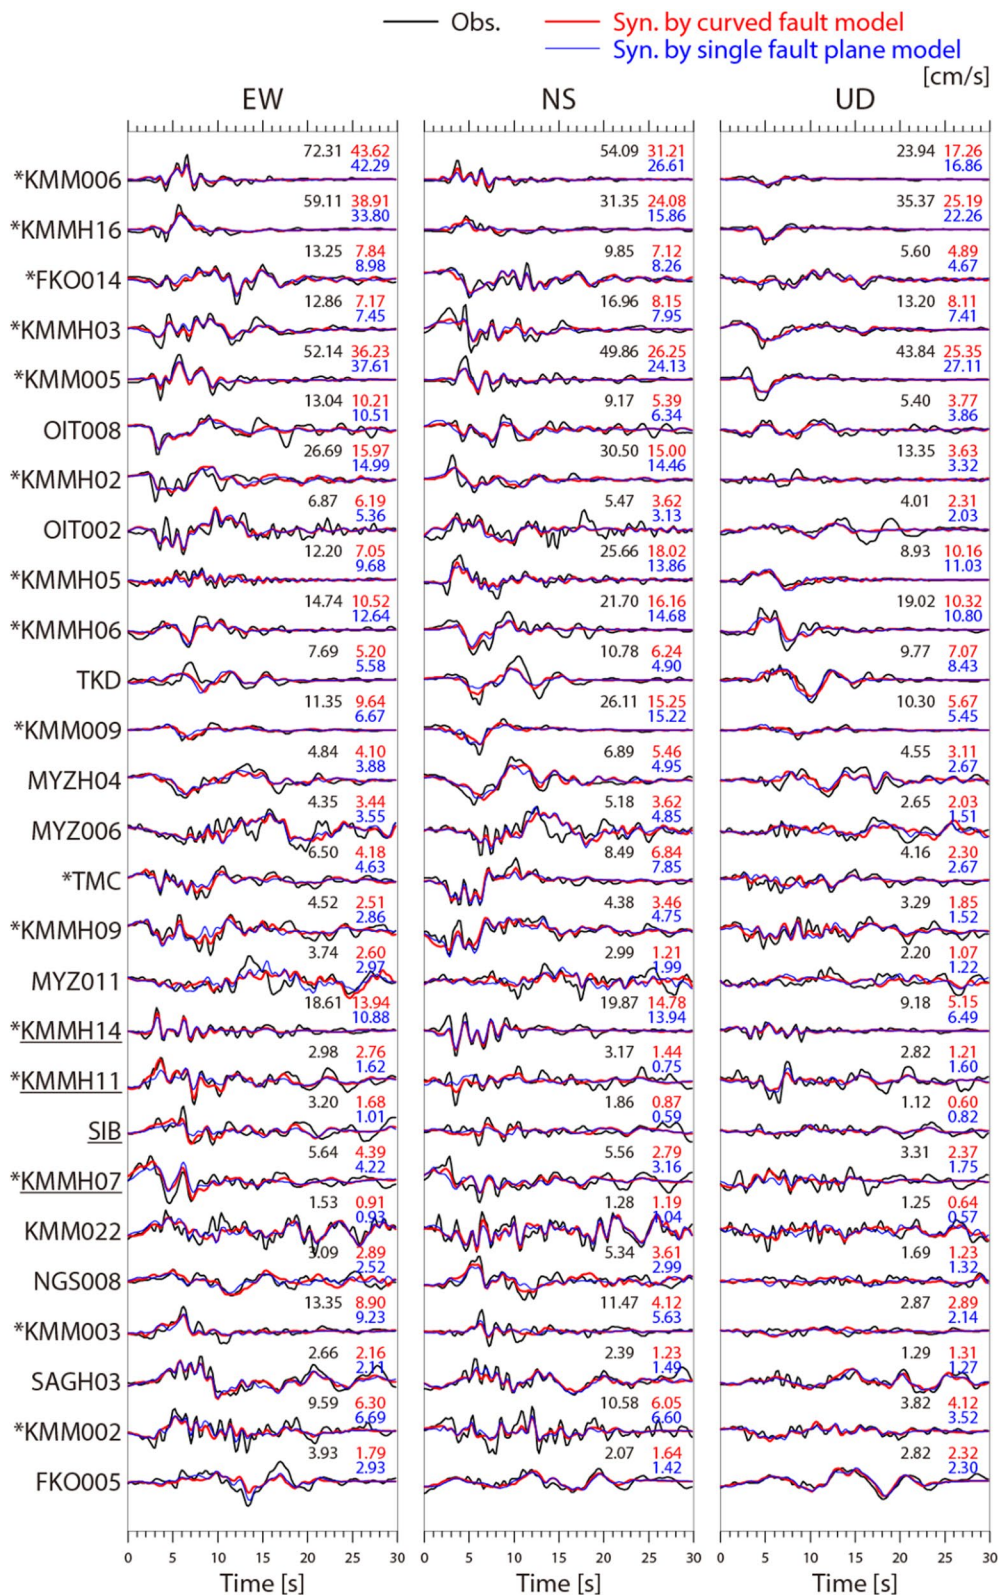 Obs.
Syn. by curved fault model
Syn. by single fault plane model
[cm/s]
EW NS UD
72.31 43.62 54.09 31.21 23.94 17.26
42.29 26.61 16.86
*KMM006
59.11 38.91 31.35 24.08 35.37 25.19
33.80 15.86 22.26
*KMMH16
13.25 7.84 9.85 7.12 5.60 4.89
8.98 8.26 4.67
*FKO014
12.86 7.17 16.96 8.15 13.20 8.11
7.45 7.95 7.41
*KMMH03
52.14 36.23 49.86 26.25 43.84 25.35
37.61 24.13 27.11
*KMM005
13.04 10.21 9.17 5.39 5.40 3.77
10.51 6.34 3.86
OIT008
26.69 15.97 30.50 15.00 13.35 3.63
14.99 14.46 3.32
*KMMH02
6.87 6.19 5.47 3.62 4.01 2.31
5.36 3.13 2.03
OIT002
12.20 7.05 25.66 18.02 8.93 10.16
9.68 13.86 11.03
*KMMH05
14.74 10.52 21.70 16.16 19.02 10.32
12.64 14.68 10.80
*KMMH06
7.69 5.20 10.78 6.24 9.77 7.07
5.58 4.90 8.43
TKD
11.35 9.64 26.11 15.25 10.30 5.67
6.67 15.22 5.45
*KMM009
4.84 4.10 6.89 5.46 4.55 3.11
3.88 4.95 2.67
MYZH04
4.35 3.44 5.18 3.62 2.65 2.03
3.55 4.85 1.51
MYZ006
6.50 4.18 8.49 6.84 4.16 2.30
4.63 7.85 2.67
*TMC
4.52 2.51 4.38 3.46 3.29 1.85
2.86 4.75 1.52
*KMMH09
3.74 2.60 2.99 1.21 2.20 1.07
2.97 1.99 1.22
MYZ011
18.61 13.94 19.87 14.78 9.18 5.15
10.88 13.94 6.49
*KMMH14
2.98 2.76 3.17 1.44 2.82 1.21
1.62 0.75 1.60
*KMMH11
3.20 1.68 1.86 0.87 1.12 0.60
1.01 0.59 0.82
SIB
5.64 4.39 5.56 2.79 3.31 2.37
4.22 3.16 1.75
*KMMH07
1.53 0.91 1.28 1.19 1.25 0.64
0.93 1.04 0.57
KMM022
3.09 2.89 5.34 3.61 1.69 1.23
2.52 2.99 1.32
NGS008
13.35 8.90 11.47 4.12 2.87 2.89
9.23 5.63 2.14
*KMM003
2.66 2.16 2.39 1.23 1.29 1.31
2.11 1.49 1.27
SAGH03
9.59 6.30 10.58 6.05 3.82 4.12
6.69 6.60 3.52
*KMM002
3.93 1.79 2.07 1.64 2.82 2.32
2.93 1.42 2.30
FKO005
0 5 10 15 20 25 30 0 5 10 15 20 25 30 0 5 10 15 20 25 30
Time [s] Time [s] Time [s]